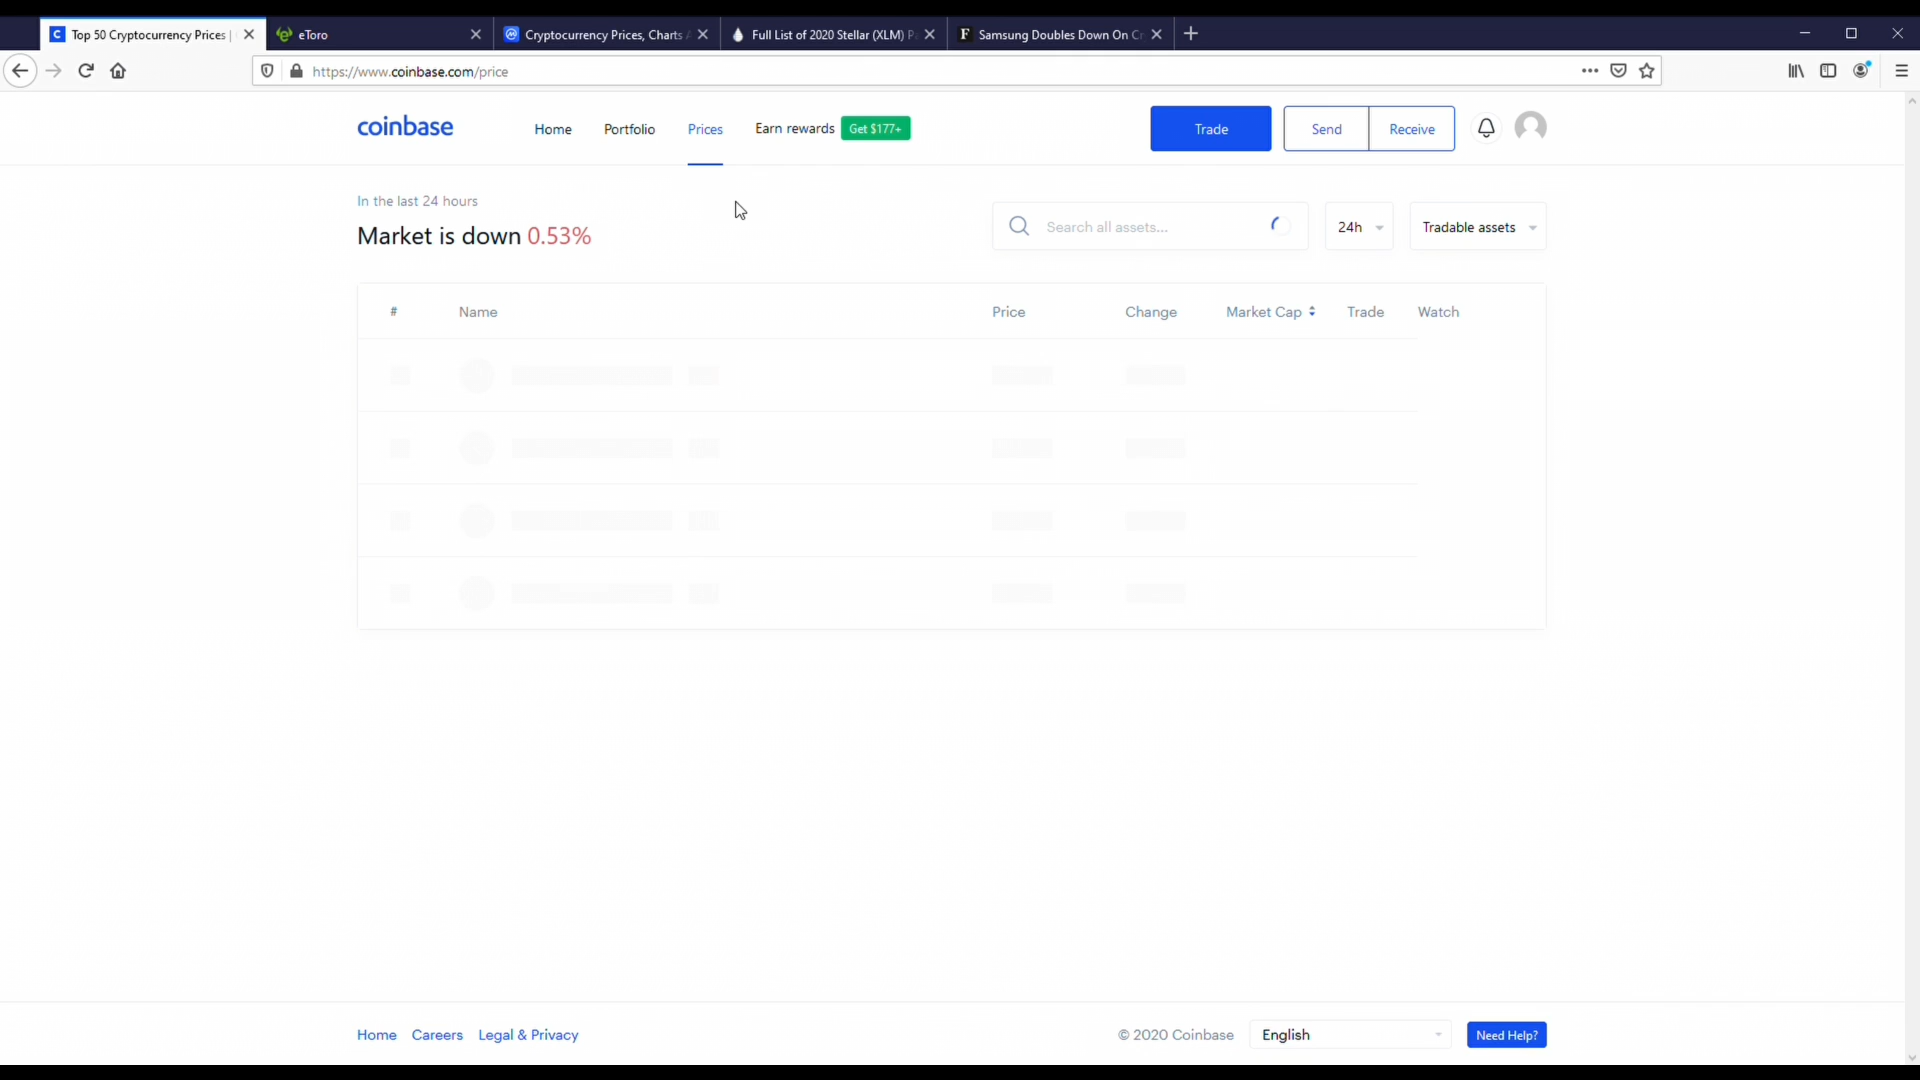 Top 50 Cryptocurrency Prices |
eToro
Cryptocurrency Prices, Charts
Full List of 2020 Stellar (XLM) P
Samsung Doubles Down On Cr
https://www.coinbase.com/price
coinbase
Home
Portfolio
Prices
Earn rewards
Get $177+
Trade
Send
Receive
In the last 24 hours
Market is down 0.53%
Search all assets...
24h
Tradable assets
# Name Price Change Market Cap Trade Watch
Home
Careers
Legal & Privacy
© 2020 Coinbase
English
Need Help?